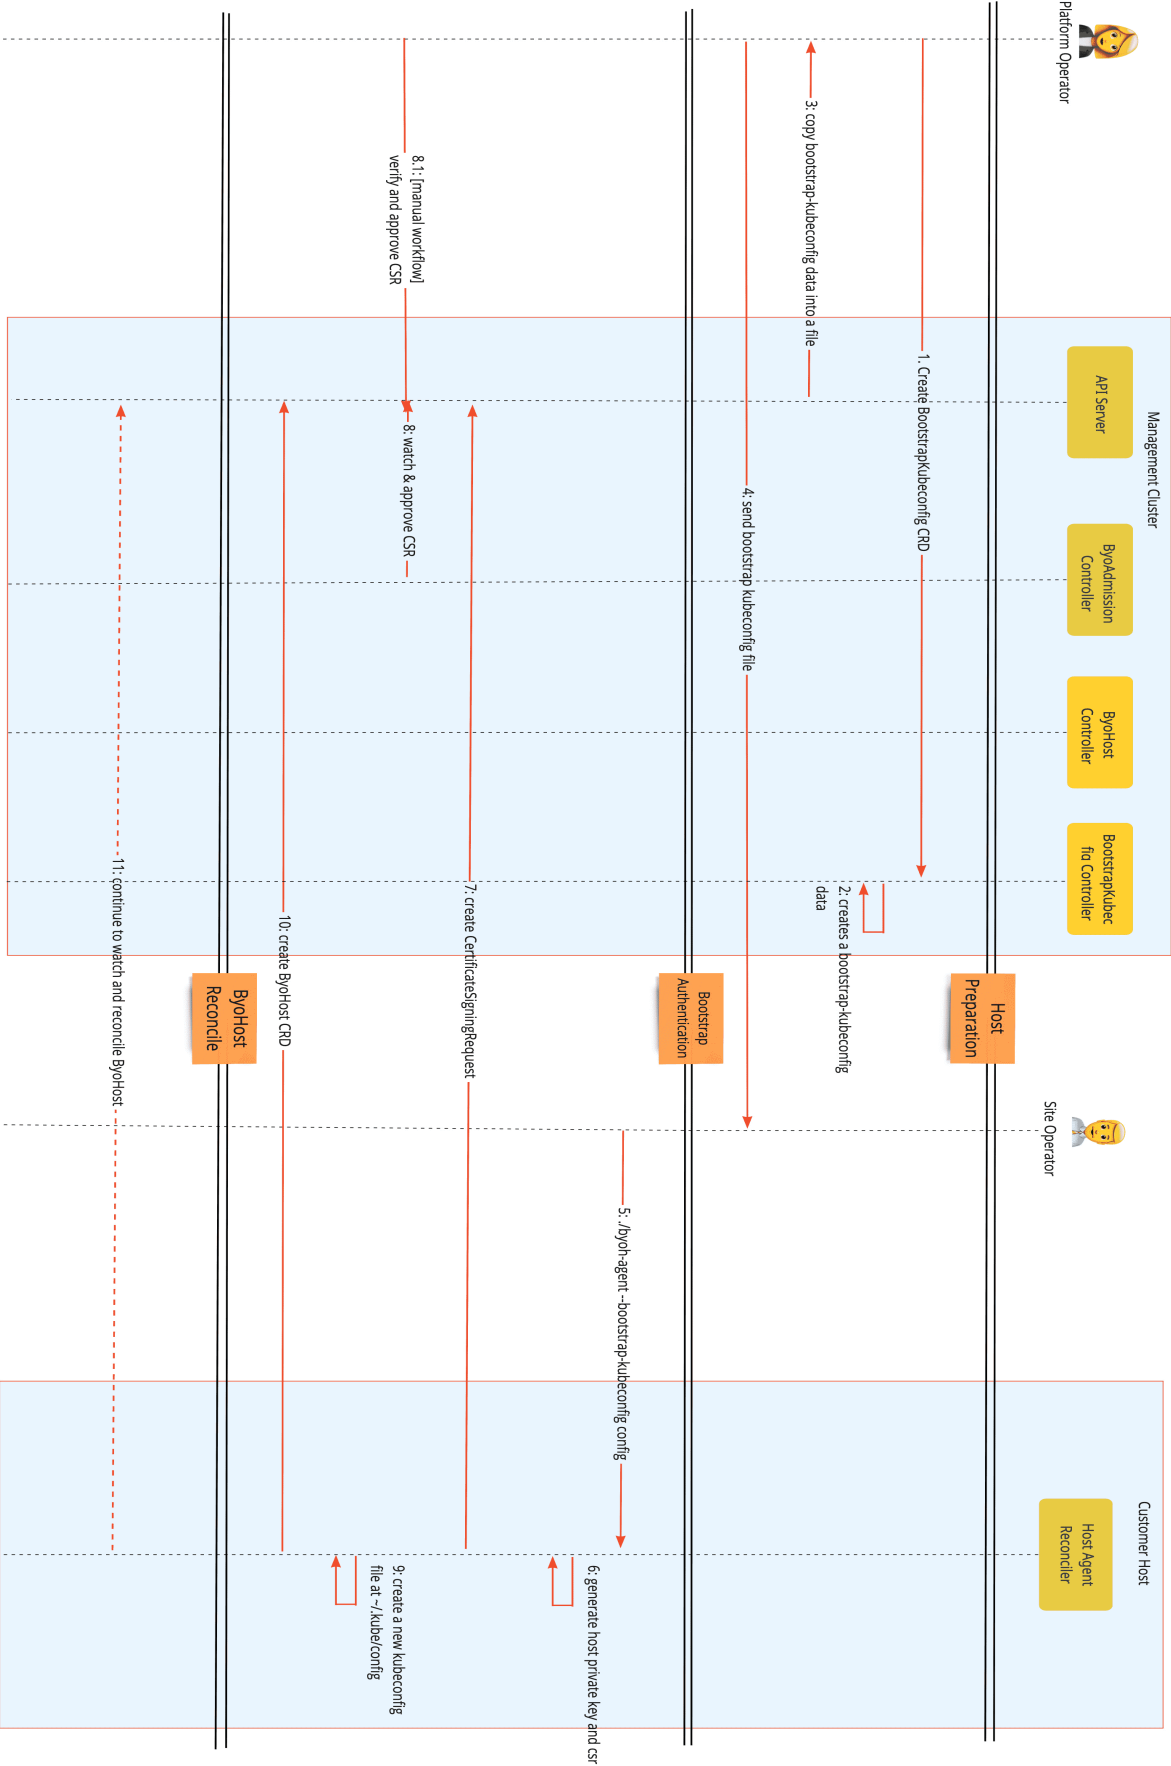 Platform Operator
Management Cluster
API Server
ByoAdmission
Controller
ByoHost
Controller
BootstrapKubec
fig Controller
Site Operator
Customer Host
Host Agent
Reconciler
Host
Preparation
1. Create BootstrapKubeconfig CRD
2: creates a bootstrap-kubeconfig
data
3: copy bootstrap-kubeconfig data into a file
4: send bootstrap kubeconfig file
Bootstrap
Authentication
5: ./byoh-agent --bootstrap-kubeconfig config
6: generate host private key and csr
7: create CertificateSigningRequest
8: watch & approve CSR
8.1: [manual workflow]
verify and approve CSR
9: create a new kubeconfig
file at ~/.kube/config
10: create ByoHost CRD
ByoHost
Reconcile
11: continue to watch and reconcile ByoHost